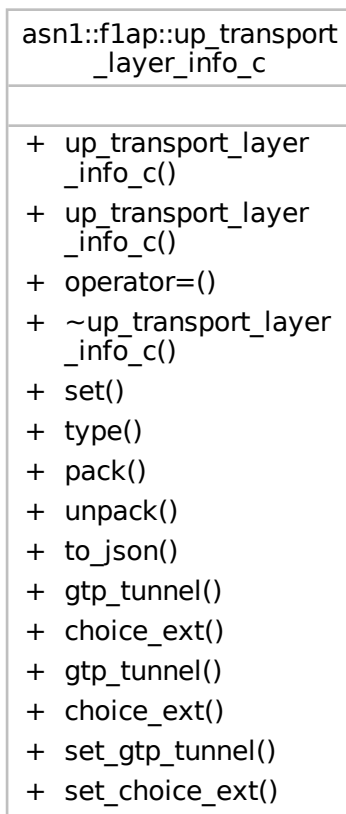 asn1::f1ap::up_transport
_layer_info_c
+ up_transport_layer
_info_c()
+ up_transport_layer
_info_c()
+ operator=()
+ ~up_transport_layer
_info_c()
+ set()
+ type()
+ pack()
+ unpack()
+ to_json()
+ gtp_tunnel()
+ choice_ext()
+ gtp_tunnel()
+ choice_ext()
+ set_gtp_tunnel()
+ set_choice_ext()